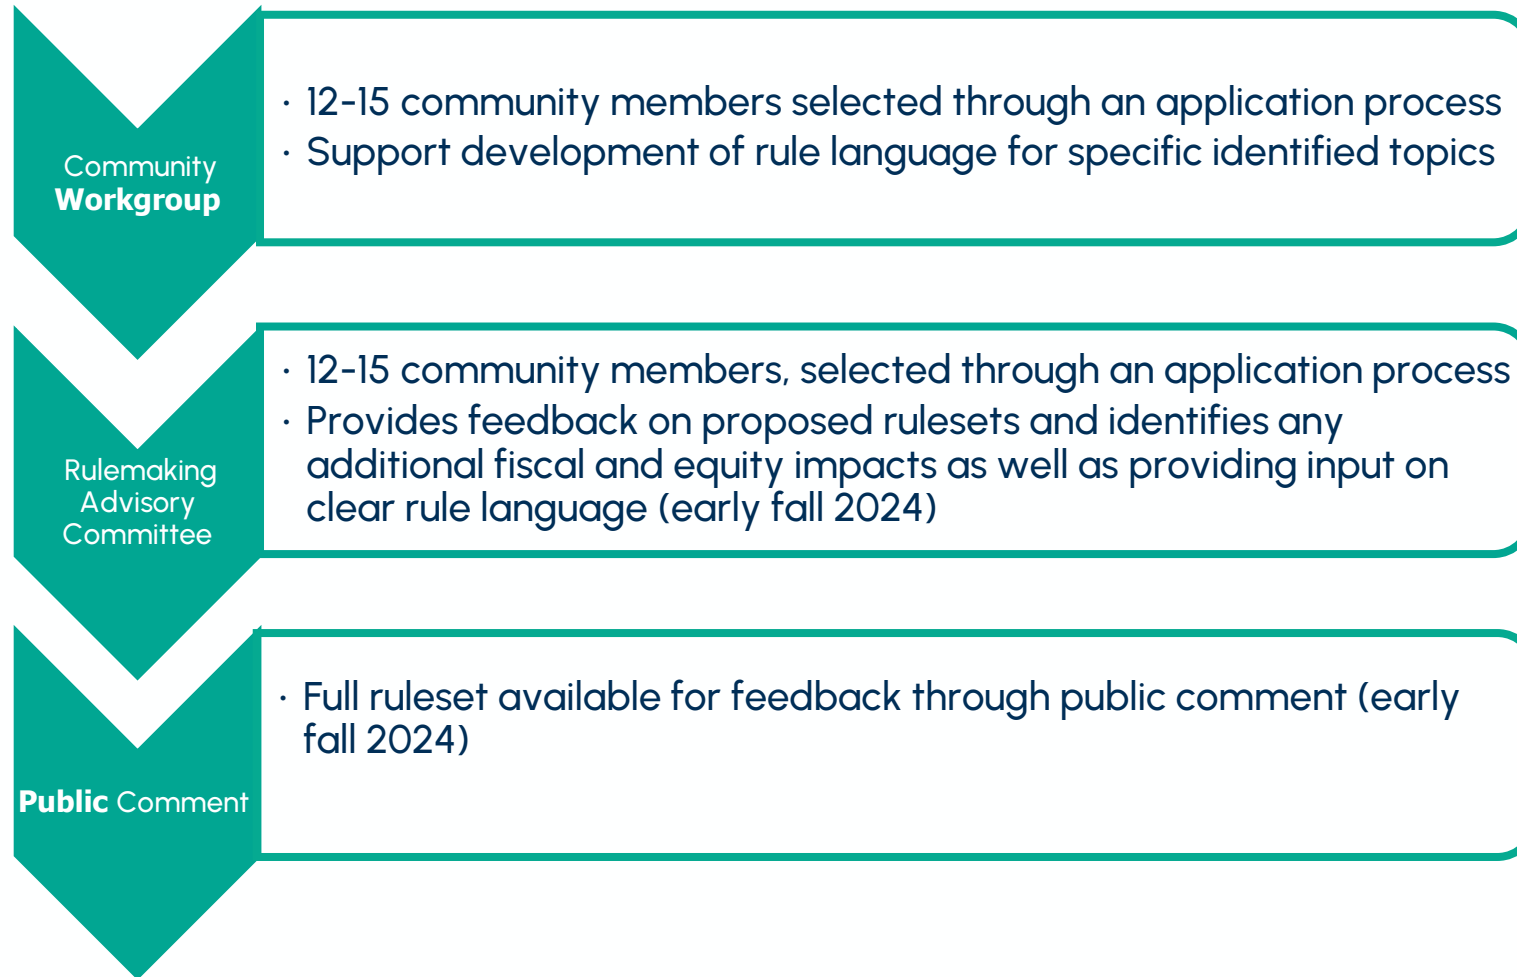 Community
Workgroup
· 12-15 community members selected through an application process
· Support development of rule language for specific identified topics
Rulemaking
Advisory
Committee
· 12-15 community members, selected through an application process
· Provides feedback on proposed rulesets and identifies any
additional fiscal and equity impacts as well as providing input on
clear rule language (early fall 2024)
Public Comment
· Full ruleset available for feedback through public comment (early
fall 2024)